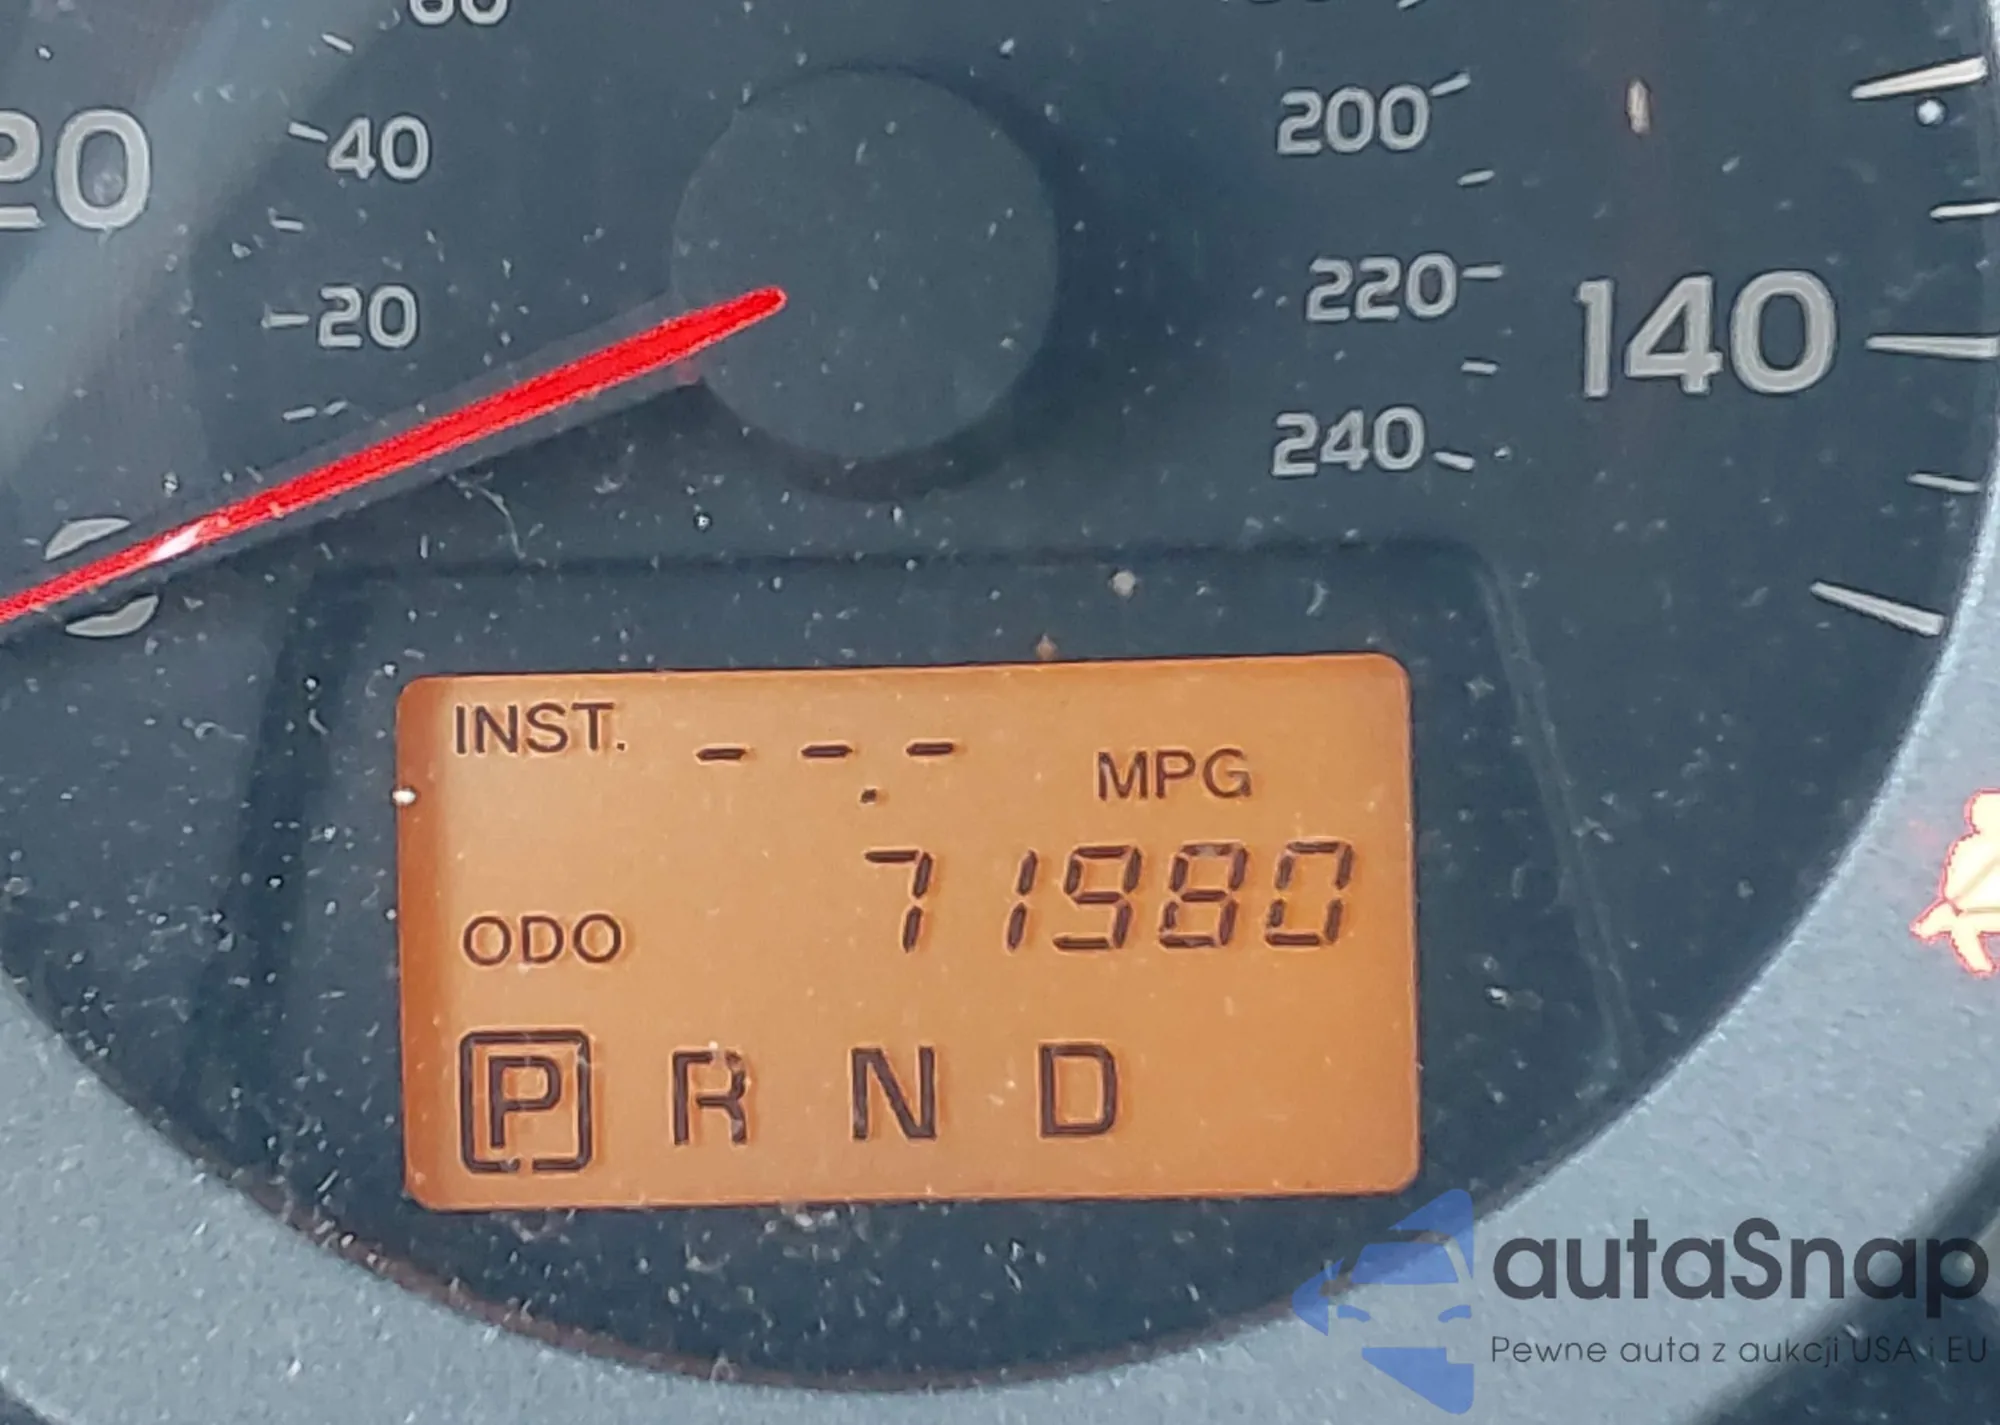 20
40
20
200
220
240
140
INST. --.- MPG
ODO 71980
P R N D
autaSnap
Pewne auta z aukcji USA i EU